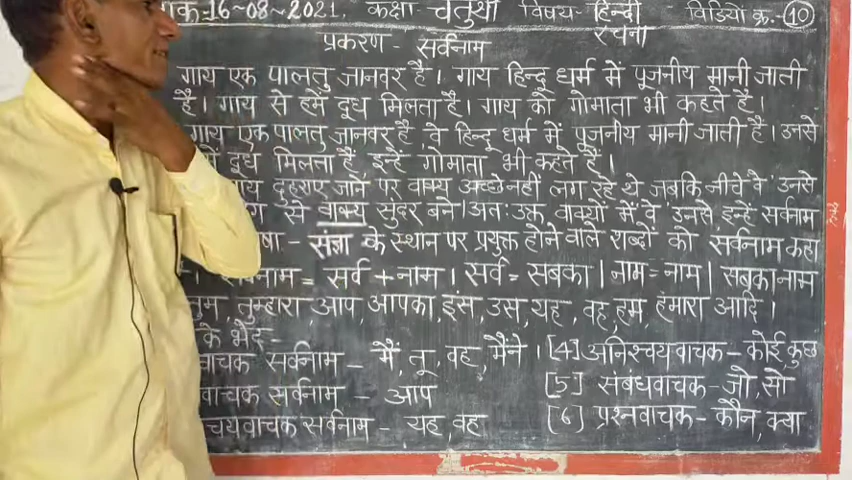 16-08-2021. कक्षा चतुर्थी विषय- हिन्दी रचना विडियो क्र.- (10)
प्रकरण - सर्वनाम
गाय एक पालतु जानवर है। गाय हिन्दू धर्म में पूजनीय मानी जाती
है। गाय से हमें दूध मिलता है। गाय को गोमाता भी कहते हैं।
गाय एक पालतु जानवर है वे हिन्दू धर्म में पूजनीय मानी जाती है। उनसे
दूध मिलता है, इन्हें गोमाता भी कहते हैं।
दुहराए जाने पर वाक्य अच्छे नहीं लग रहे थे जबकि नीचे वे उनसे
से वाक्य सुंदर बने। अतः उक्त वाक्यों में वे उनसे इन्हें सर्वनाम
- संज्ञा के स्थान पर प्रयुक्त होने वाले शब्दों को सर्वनाम कहा
सर्वनाम = सर्व + नाम । सर्व = सबका | नाम = नाम | सबका नाम
तुम, तुम्हारा, आप, आपका, इस, उस, यह, वह, हम, हमारा आदि ।
के भेद-
वाचक सर्वनाम - मैं, तू, वह, मैंने । [4] अनिश्चयवाचक - कोई, कुछ
वाचक सर्वनाम - आप [5] संबंधवाचक - जो, सो
चयवाचक सर्वनाम - यह, वह [6] प्रश्नवाचक - कौन, क्या